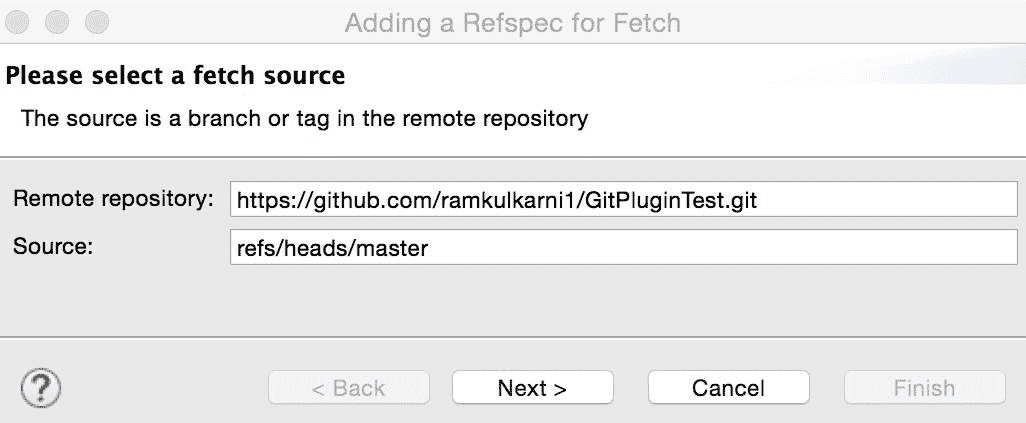 Adding a Refspec for Fetch
Please select a fetch source
The source is a branch or tag in the remote repository
Remote repository: https://github.com/ramkulkarni1/GitPluginTest.git
Source: refs/heads/master
? < Back Next > Cancel Finish